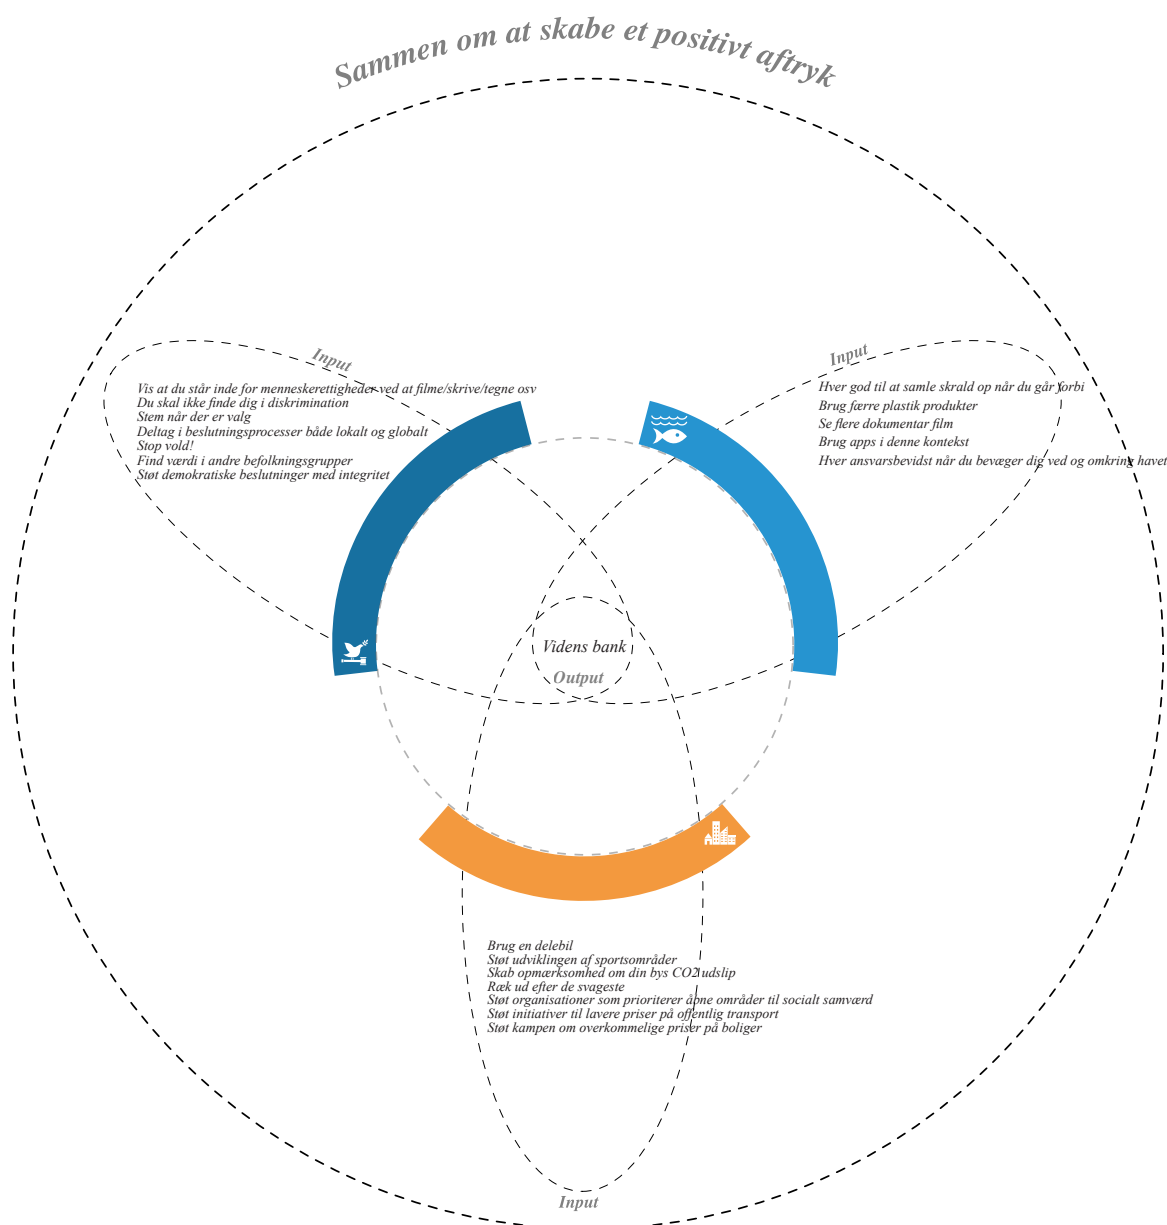 Sammen om at skabe et positivt aftryk
Input
Vis at du står inde for menneskerettigheder ved at filme/skrive/tegne osv
Du skal ikke finde dig i diskrimination
Stem når der er valg
Deltag i beslutningsprocesser både lokalt og globalt
Stop vold!
Find værdi i andre befolkningsgrupper
Støt demokratiske beslutninger med integritet
Input
Hver god til at samle skrald op når du går forbi
Brug færre plastik produkter
Se flere dokumentar film
Brug apps i denne kontekst
Hver ansvarsbevidst når du bevæger dig ved og omkring havet
Videns bank
Output
Brug en delebil
Støt udviklingen af sportsområder
Skab opmærksomhed om din bys CO2 udslip
Ræk ud efter de svageste
Støt organisationer som prioriterer åbne områder til socialt samværd
Støt initiativer til lavere priser på offentlig transport
Støt kampen om overkommelige priser på boliger
Input